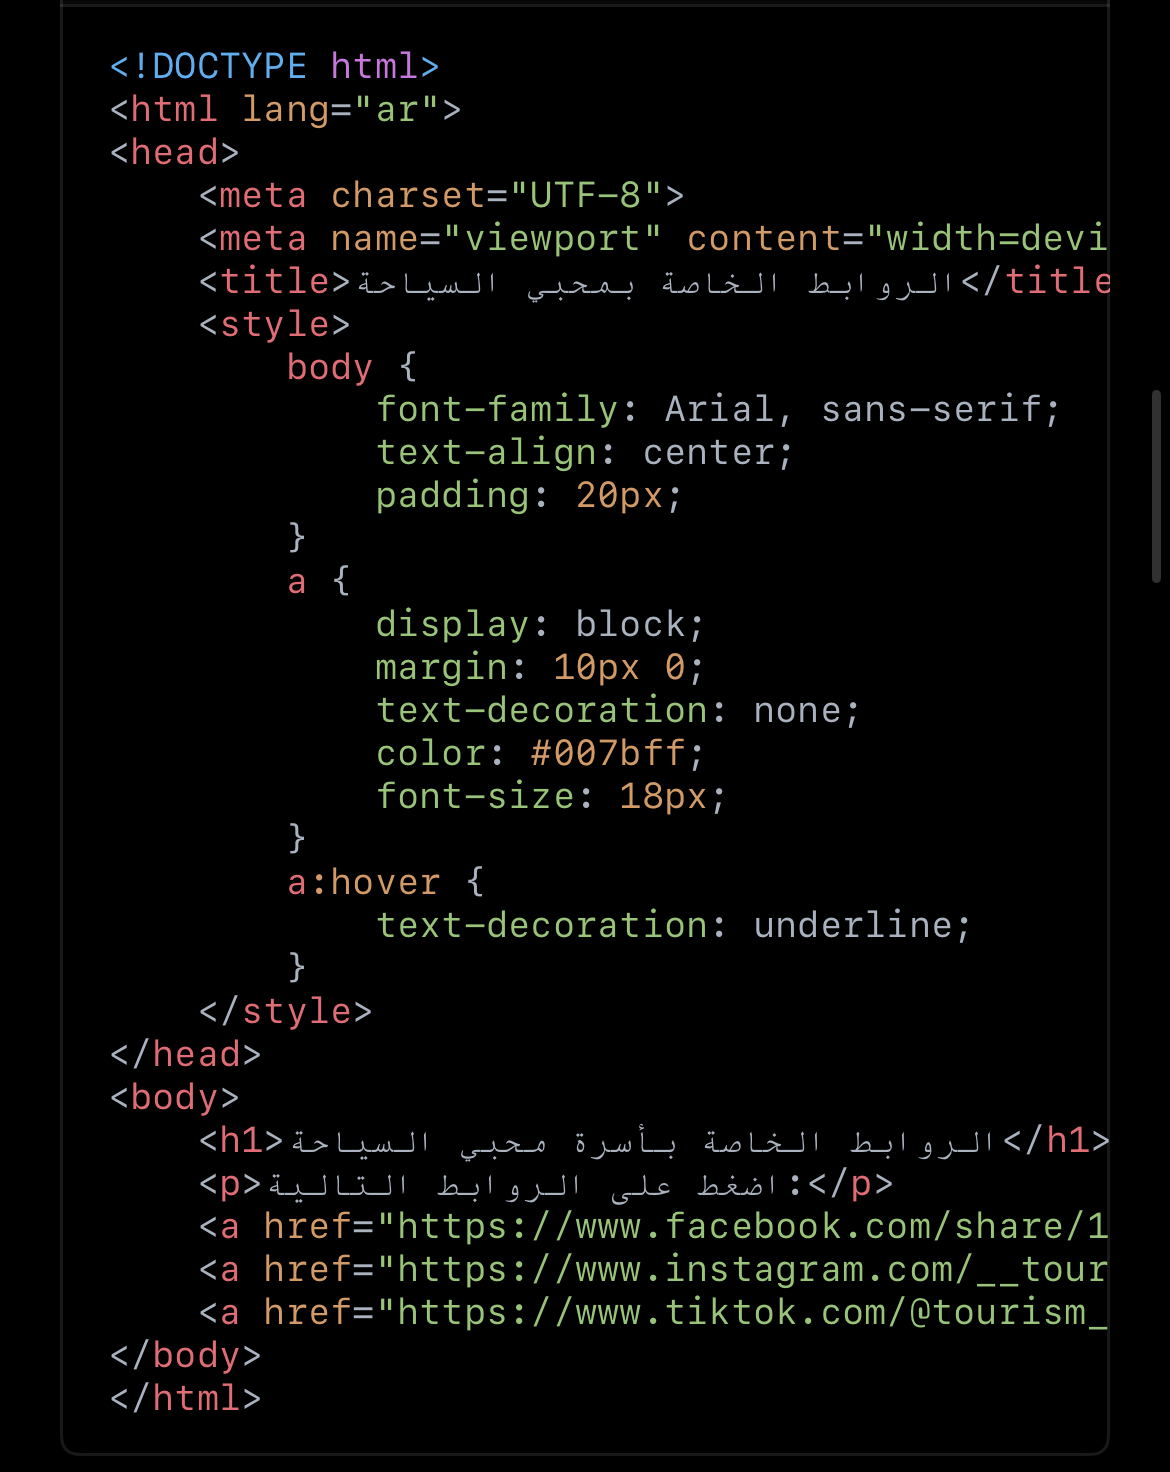 <!DOCTYPE html>
<html lang="ar">
<head>
    <meta charset="UTF-8">
    <meta name="viewport" content="width=devi
    <title>الروابط الخاصة بمحبي السياحة</title
    <style>
        body {
            font-family: Arial, sans-serif;
            text-align: center;
            padding: 20px;
        }
        a {
            display: block;
            margin: 10px 0;
            text-decoration: none;
            color: #007bff;
            font-size: 18px;
        }
        a:hover {
            text-decoration: underline;
        }
    </style>
</head>
<body>
    <h1>الروابط الخاصة بأسرة محبي السياحة</h1>
    <p>اضغط على الروابط التالية:</p>
    <a href="https://www.facebook.com/share/1
    <a href="https://www.instagram.com/__tour
    <a href="https://www.tiktok.com/@tourism_
</body>
</html>